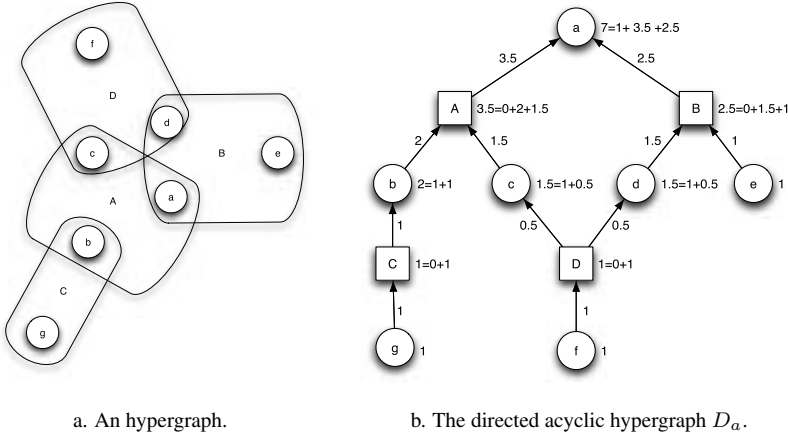 f
D
d
c
B
e
A
a
b
C
g
a
7=1+ 3.5 +2.5
3.5
2.5
A
3.5=0+2+1.5
B
2.5=0+1.5+1
2
1.5
1.5
1
b
2=1+1
c
1.5=1+0.5
d
1.5=1+0.5
e
1
1
0.5
0.5
C
1=0+1
D
1=0+1
1
1
g
1
f
1
a. An hypergraph.
b. The directed acyclic hypergraph Da.